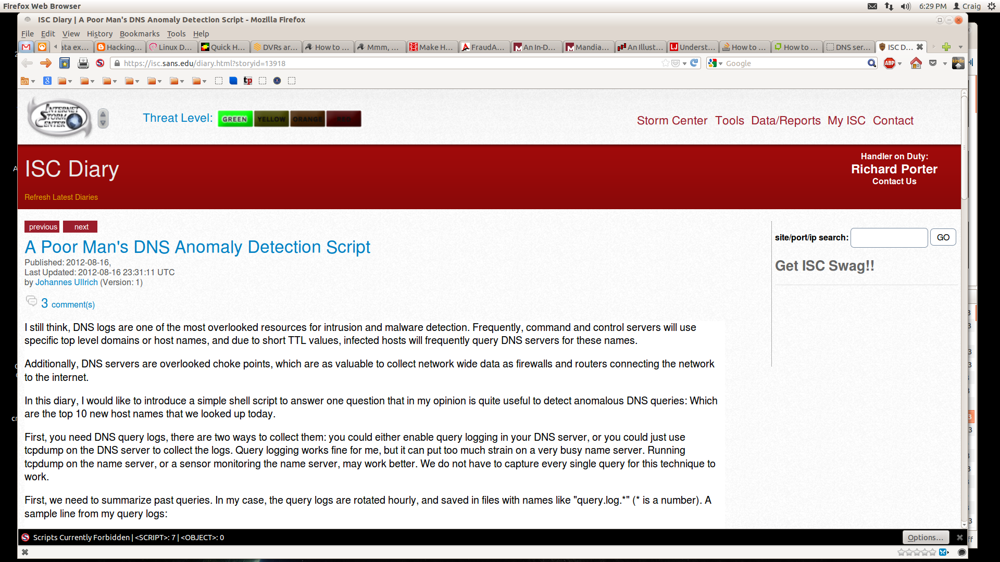 Firefox Web Browser
6:29 PM Craig
ISC Diary | A Poor Man's DNS Anomaly Detection Script - Mozilla Firefox
File Edit View History Bookmarks Tools Help
ata ex... Hacking... Linux D... Quick H... DVRs ar... How to ... Mmm, ... Make H... FraudA... An In-D... Mandia... An Illust... Underst... How to ... How to ... DNS ser... ISC D...
https://isc.sans.edu/diary.html?storyid=13918
Google
ABP
kindle
tp
INTERNET
STORM
CENTER
Threat Level: GREEN YELLOW ORANGE
Storm Center Tools Data/Reports My ISC Contact
ISC Diary
Handler on Duty:
Richard Porter
Contact Us
Refresh Latest Diaries
previous next
site/port/ip search: GO
A Poor Man's DNS Anomaly Detection Script
Get ISC Swag!!
Published: 2012-08-16,
Last Updated: 2012-08-16 23:31:11 UTC
by Johannes Ullrich (Version: 1)
3 comment(s)
I still think, DNS logs are one of the most overlooked resources for intrusion and malware detection. Frequently, command and control servers will use
specific top level domains or host names, and due to short TTL values, infected hosts will frequently query DNS servers for these names.
Additionally, DNS servers are overlooked choke points, which are as valuable to collect network wide data as firewalls and routers connecting the network
to the internet.
In this diary, I would like to introduce a simple shell script to answer one question that in my opinion is quite useful to detect anomalous DNS queries: Which
are the top 10 new host names that we looked up today.
First, you need DNS query logs, there are two ways to collect them: you could either enable query logging in your DNS server, or you could just use
tcpdump on the DNS server to collect the logs. Query logging works fine for me, but it can put too much strain on a very busy name server. Running
tcpdump on the name server, or a sensor monitoring the name server, may work better. We do not have to capture every single query for this technique to
work.
First, we need to summarize past queries. In my case, the query logs are rotated hourly, and saved in files with names like "query.log.*" (* is a number). A
sample line from my query logs:
Scripts Currently Forbidden | <SCRIPT>: 7 | <OBJECT>: 0
Options...